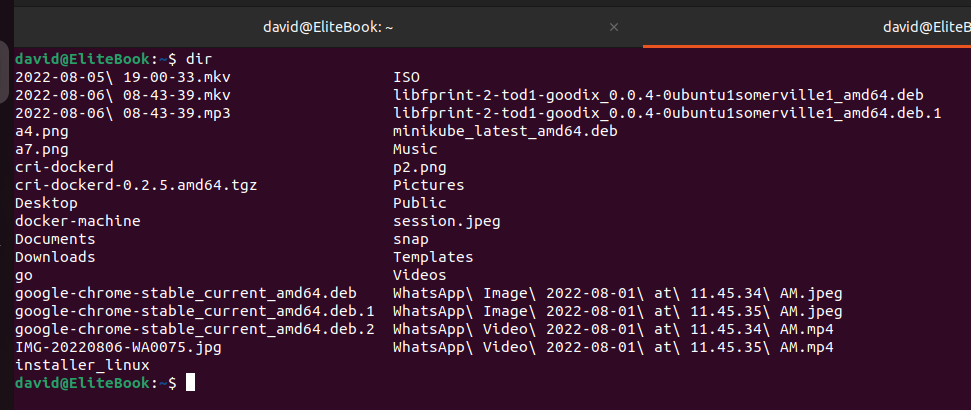 david@EliteBook: ~ × david@EliteB
david@EliteBook:~$ dir
2022-08-05\ 19-00-33.mkv ISO
2022-08-06\ 08-43-39.mkv libfprint-2-tod1-goodix_0.0.4-0ubuntu1somerville1_amd64.deb
2022-08-06\ 08-43-39.mp3 libfprint-2-tod1-goodix_0.0.4-0ubuntu1somerville1_amd64.deb.1
a4.png minikube_latest_amd64.deb
a7.png Music
cri-dockerd p2.png
cri-dockerd-0.2.5.amd64.tgz Pictures
Desktop Public
docker-machine session.jpeg
Documents snap
Downloads Templates
go Videos
google-chrome-stable_current_amd64.deb WhatsApp\ Image\ 2022-08-01\ at\ 11.45.34\ AM.jpeg
google-chrome-stable_current_amd64.deb.1 WhatsApp\ Image\ 2022-08-01\ at\ 11.45.35\ AM.jpeg
google-chrome-stable_current_amd64.deb.2 WhatsApp\ Video\ 2022-08-01\ at\ 11.45.34\ AM.mp4
IMG-20220806-WA0075.jpg WhatsApp\ Video\ 2022-08-01\ at\ 11.45.35\ AM.mp4
installer_linux
david@EliteBook:~$